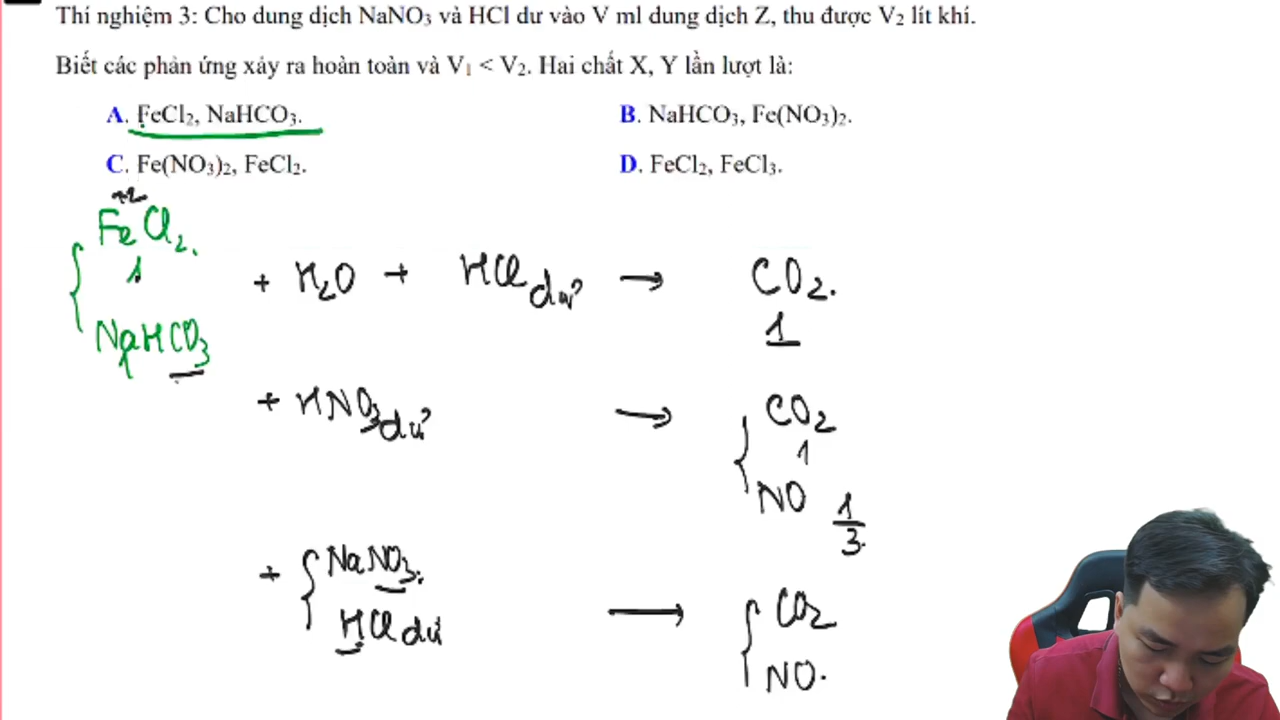 Thí nghiệm 3: Cho dung dịch NaNO₃ và HCl dư vào V ml dung dịch Z, thu được V₂ lít khí.
Biết các phản ứng xảy ra hoàn toàn và V₁ < V₂. Hai chất X, Y lần lượt là:
A. FeCl₂, NaHCO₃.
B. NaHCO₃, Fe(NO₃)₂.
C. Fe(NO₃)₂, FeCl₂.
D. FeCl₂, FeCl₃.
+2
FeCl₂.
1
NaHCO₃
1
+ H₂O + HCl dư → CO₂.
1
+ HNO₃ dư → { CO₂
1
NO 1/3.
+ { NaNO₃. HCl dư → { CO₂
NO.